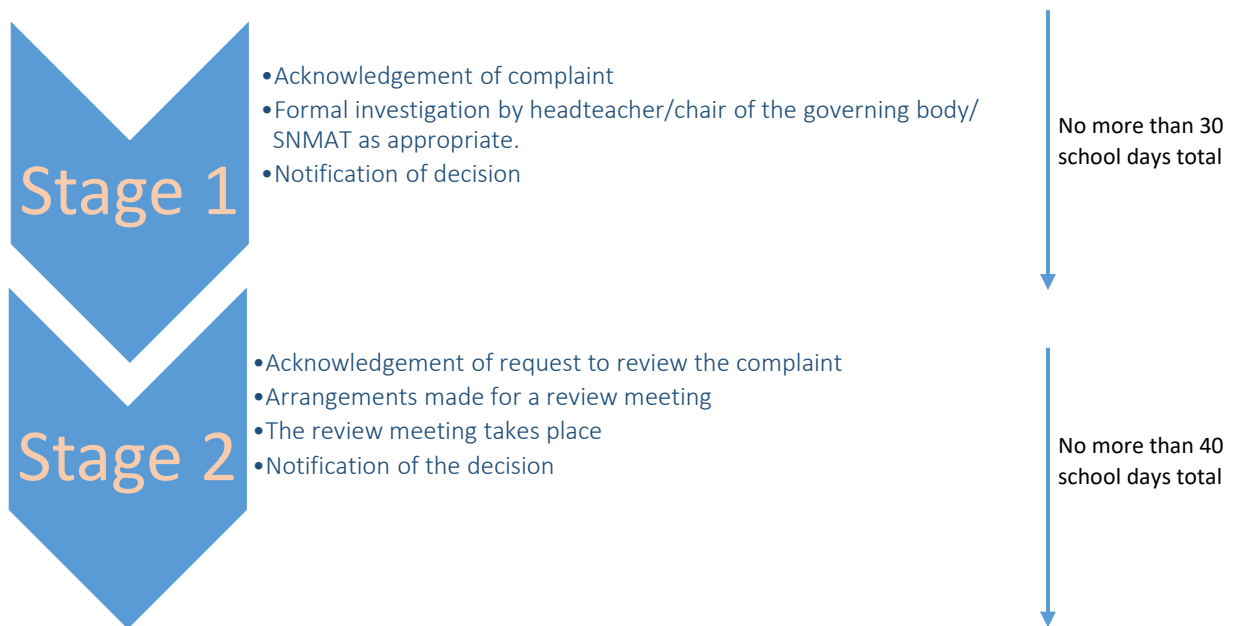 Stage 1
•Acknowledgement of complaint
•Formal investigation by headteacher/chair of the governing body/
SNMAT as appropriate.
•Notification of decision
No more than 30
school days total
Stage 2
•Acknowledgement of request to review the complaint
•Arrangements made for a review meeting
•The review meeting takes place
•Notification of the decision
No more than 40
school days total